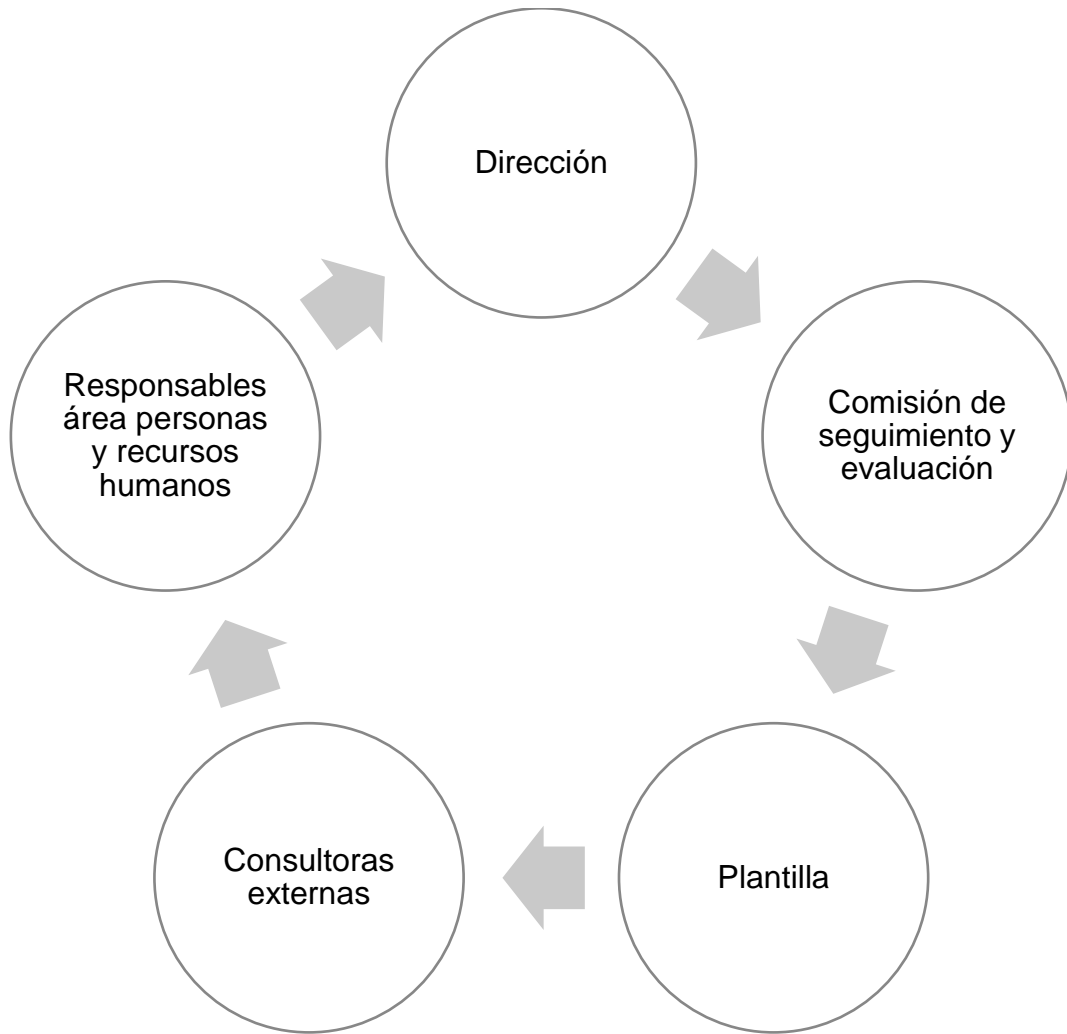 Dirección
Comisión de
seguimiento y
evaluación
Plantilla
Consultoras
externas
Responsables
área personas
y recursos
humanos